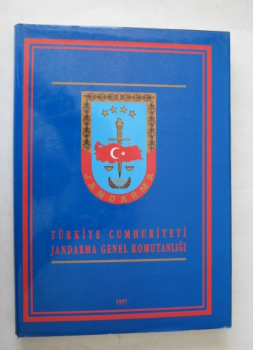 JANDARMA
TÜRKİYE CUMHURİYETİ
JANDARMA GENEL KOMUTANLIĞI
1997